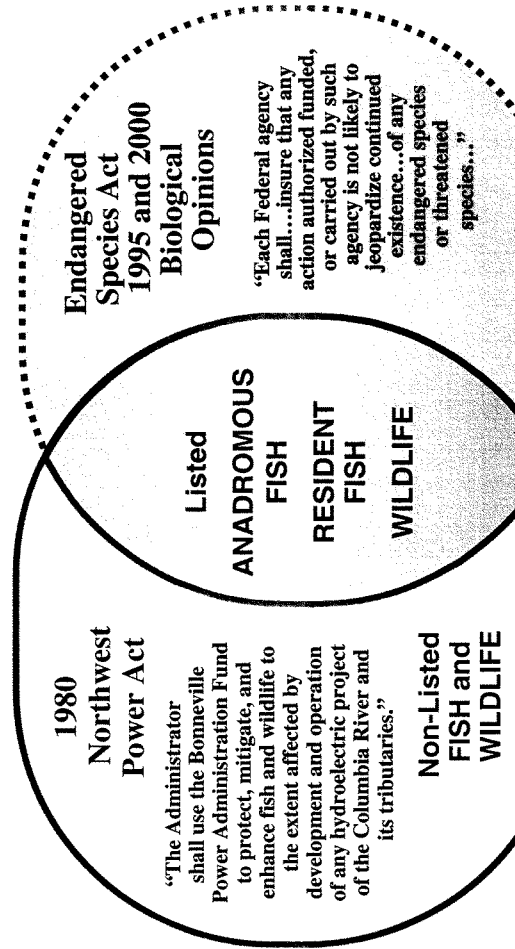 1980
Northwest
Power Act
“The Administrator
shall use the Bonneville
Power Administration Fund
to protect, mitigate, and
enhance fish and wildlife to
the extent affected by
development and operation
of any hydroelectric project
of the Columbia River and
its tributaries.”
Non-Listed
FISH and
WILDLIFE
Listed
ANADROMOUS
FISH
RESIDENT
FISH
WILDLIFE
Endangered
Species Act
1995 and 2000
Biological
Opinions
“Each Federal agency
shall....insure that any
action authorized funded,
or carried out by such
agency is not likely to
jeopardize continued
existence...of any
endangered species
or threatened
species...”